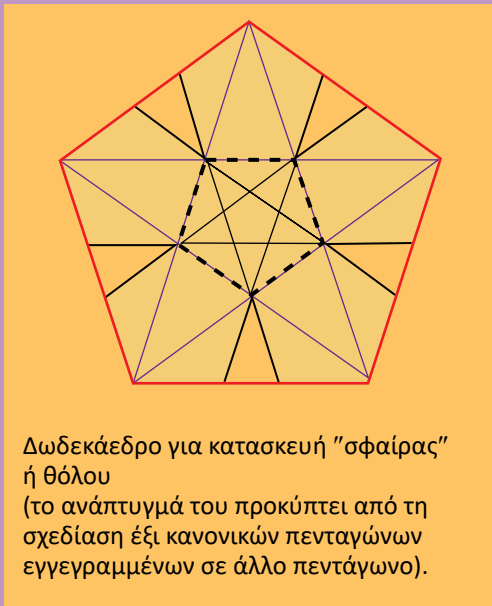 Δωδεκάεδρο για κατασκευή ″σφαίρας″
ή θόλου
(το ανάπτυγμά του προκύπτει από τη
σχεδίαση έξι κανονικών πενταγώνων
εγγεγραμμένων σε άλλο πεντάγωνο).